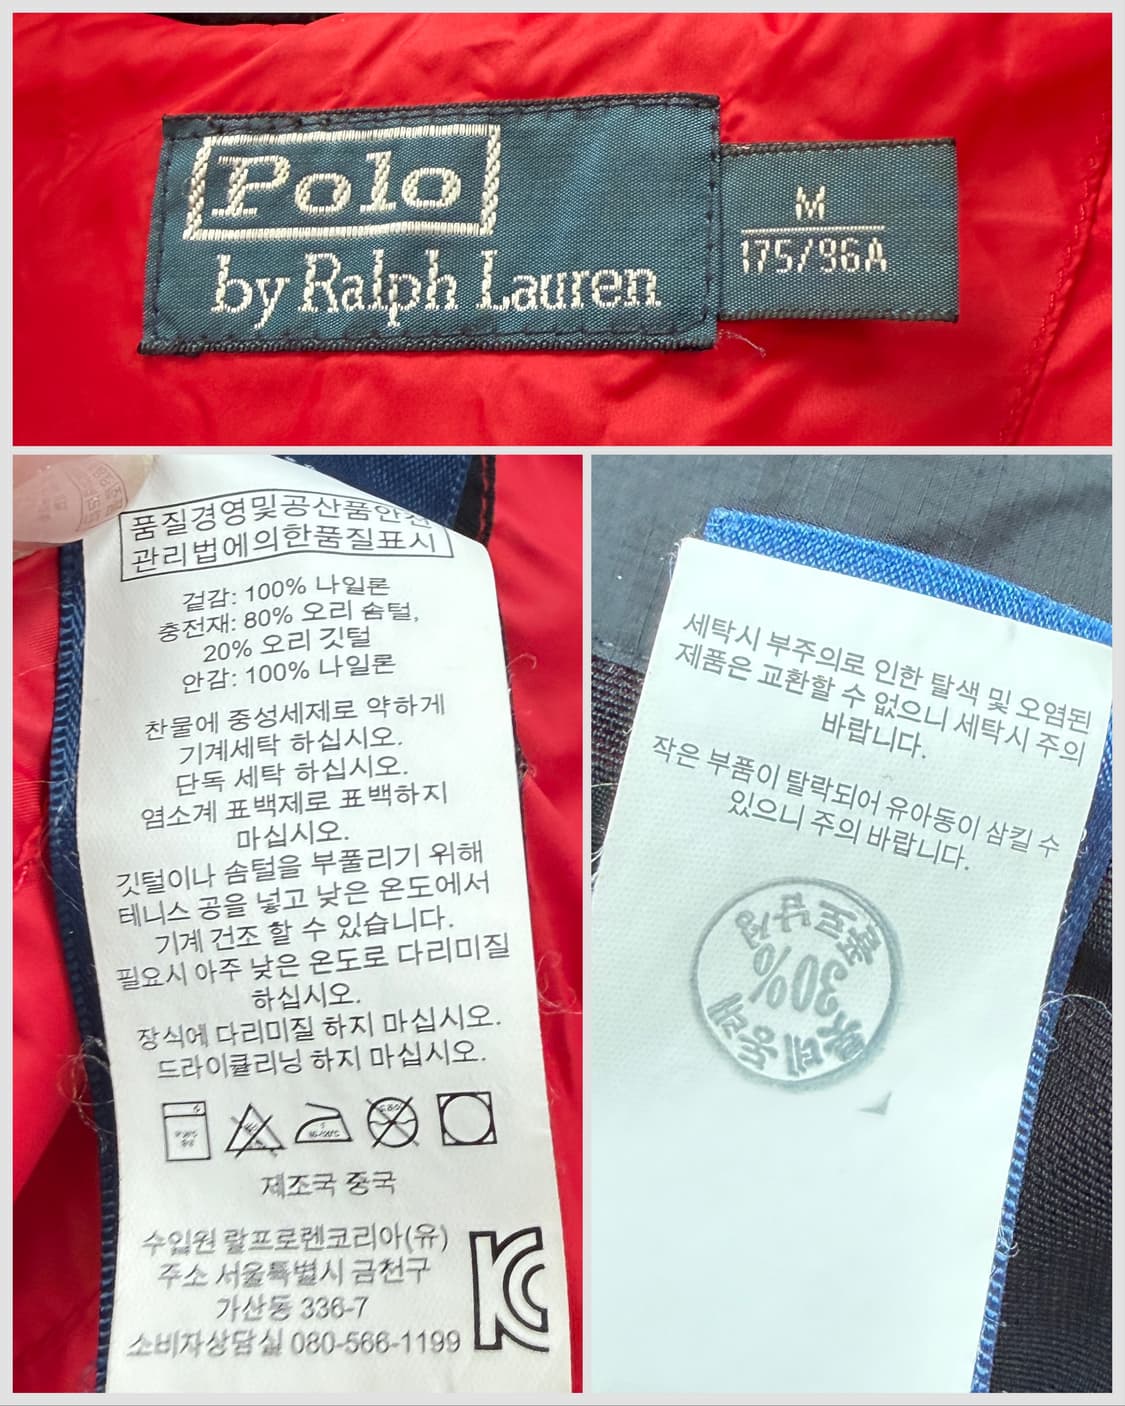 Polo
by Ralph Lauren
M
175/96A
품질경영및공산품안전
관리법에의한품질표시
겉감: 100% 나일론
충전재: 80% 오리 솜털,
20% 오리 깃털
안감: 100% 나일론
찬물에 중성세제로 약하게
기계세탁 하십시오.
단독 세탁 하십시오.
염소계 표백제로 표백하지
마십시오.
깃털이나 솜털을 부풀리기 위해
테니스 공을 넣고 낮은 온도에서
기계 건조 할 수 있습니다.
필요시 아주 낮은 온도로 다리미질
하십시오.
장식에 다리미질 하지 마십시오.
드라이클리닝 하지 마십시오.
제조국 중국
수입원 랄프로렌코리아(유)
주소 서울특별시 금천구
가산동 336-7
소비자상담실 080-566-1199
KC
세탁시 부주의로 인한 탈색 및 오염된
제품은 교환할 수 없으니 세탁시 주의
바랍니다.
작은 부품이 탈락되어 유아동이 삼킬 수
있으니 주의 바랍니다.
30%